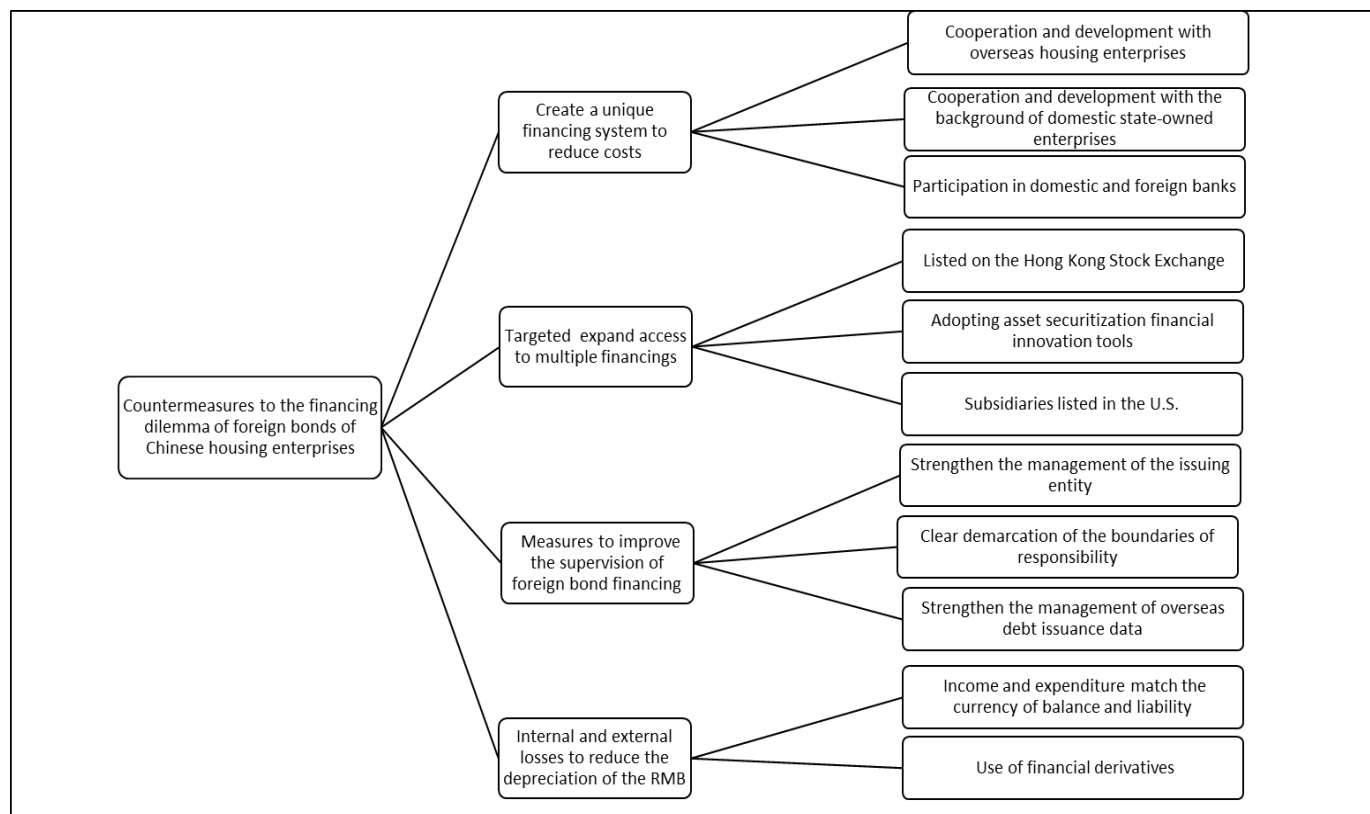 Countermeasures to the financing
dilemma of foreign bonds of
Chinese housing enterprises
Create a unique
financing system to
reduce costs
Cooperation and development with
overseas housing enterprises
Cooperation and development with the
background of domestic state-owned
enterprises
Participation in domestic and foreign banks
Targeted expand access
to multiple financings
Listed on the Hong Kong Stock Exchange
Adopting asset securitization financial
innovation tools
Subsidiaries listed in the U.S.
Measures to improve
the supervision of
foreign bond financing
Strengthen the management of the issuing
entity
Clear demarcation of the boundaries of
responsibility
Strengthen the management of overseas
debt issuance data
Internal and external
losses to reduce the
depreciation of the RMB
Income and expenditure match the
currency of balance and liability
Use of financial derivatives